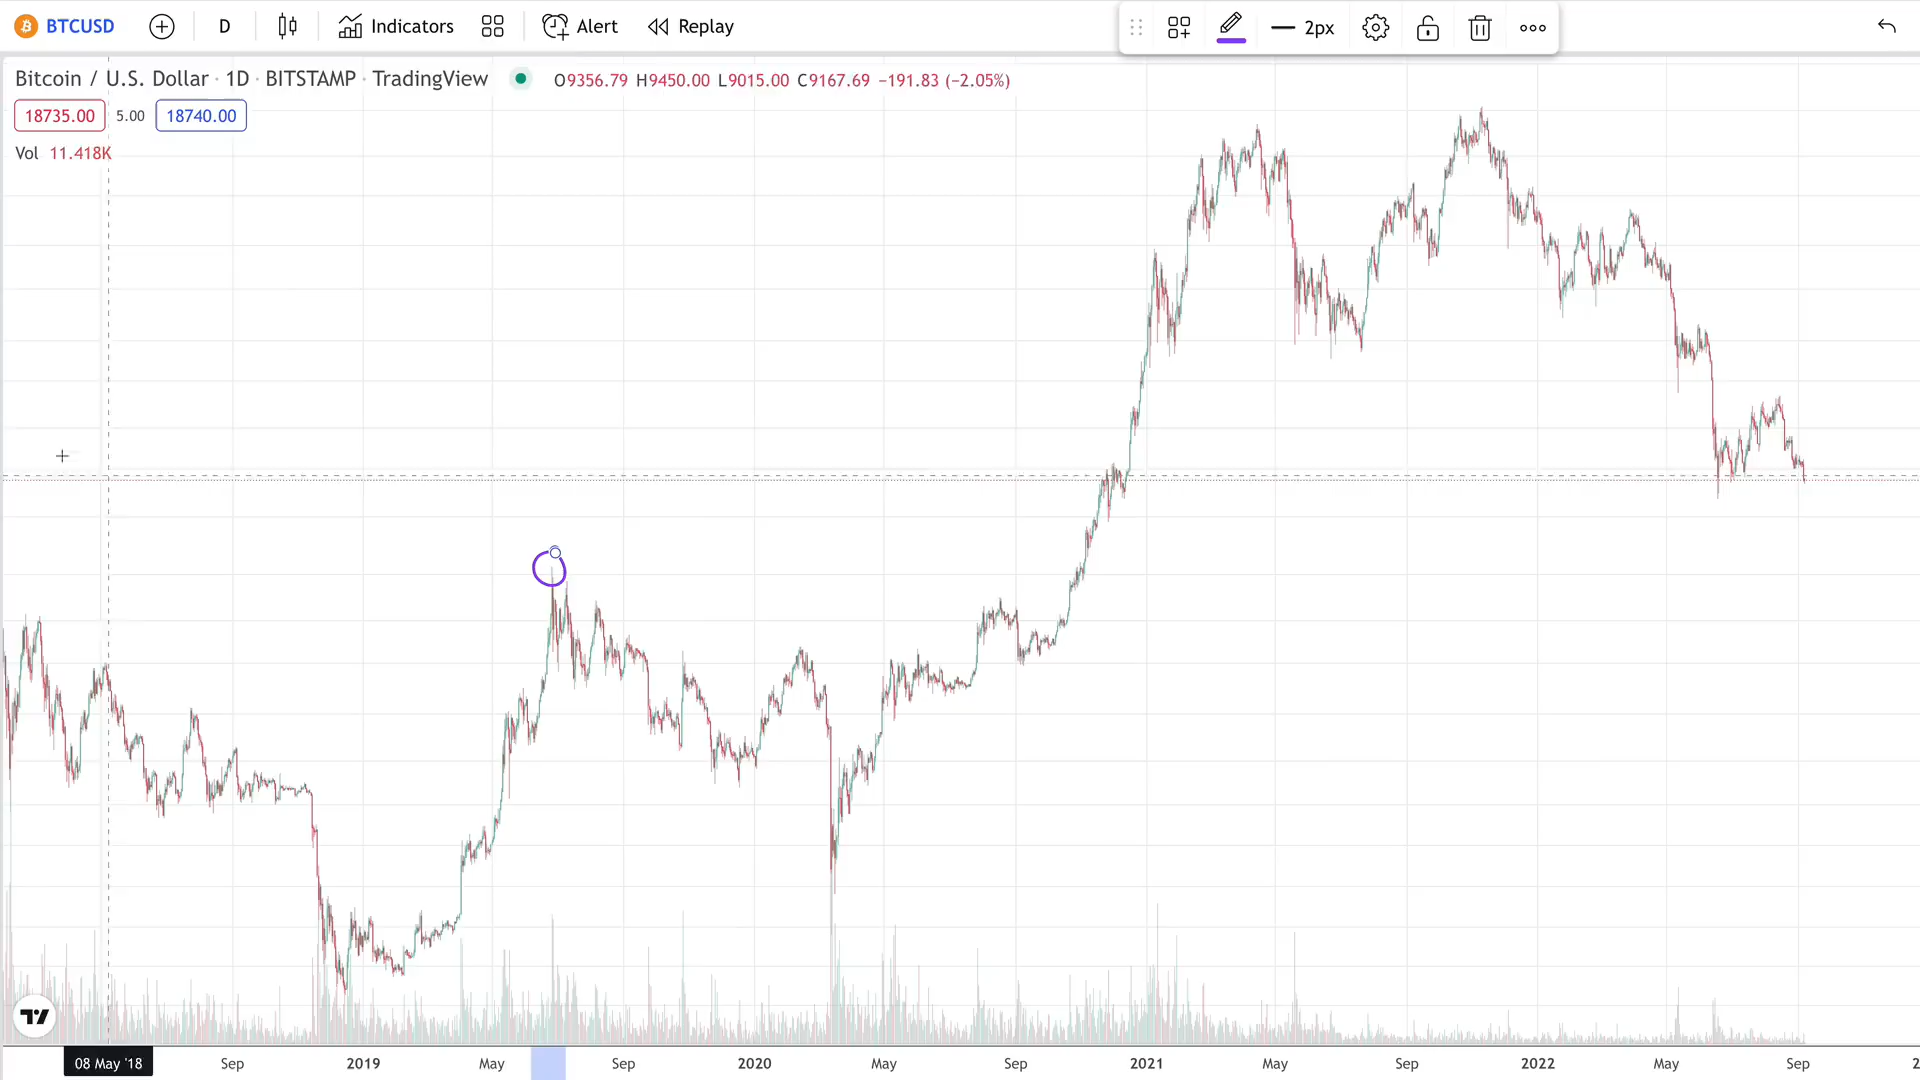 BTCUSD D Indicators Alert Replay 2px
Bitcoin / U.S. Dollar · 1D · BITSTAMP · TradingView O9356.79 H9450.00 L9015.00 C9167.69 −191.83 (−2.05%)
18735.00 5.00 18740.00
Vol 11.418K
08 May '18 Sep 2019 May Sep 2020 May Sep 2021 May Sep 2022 May Sep 2